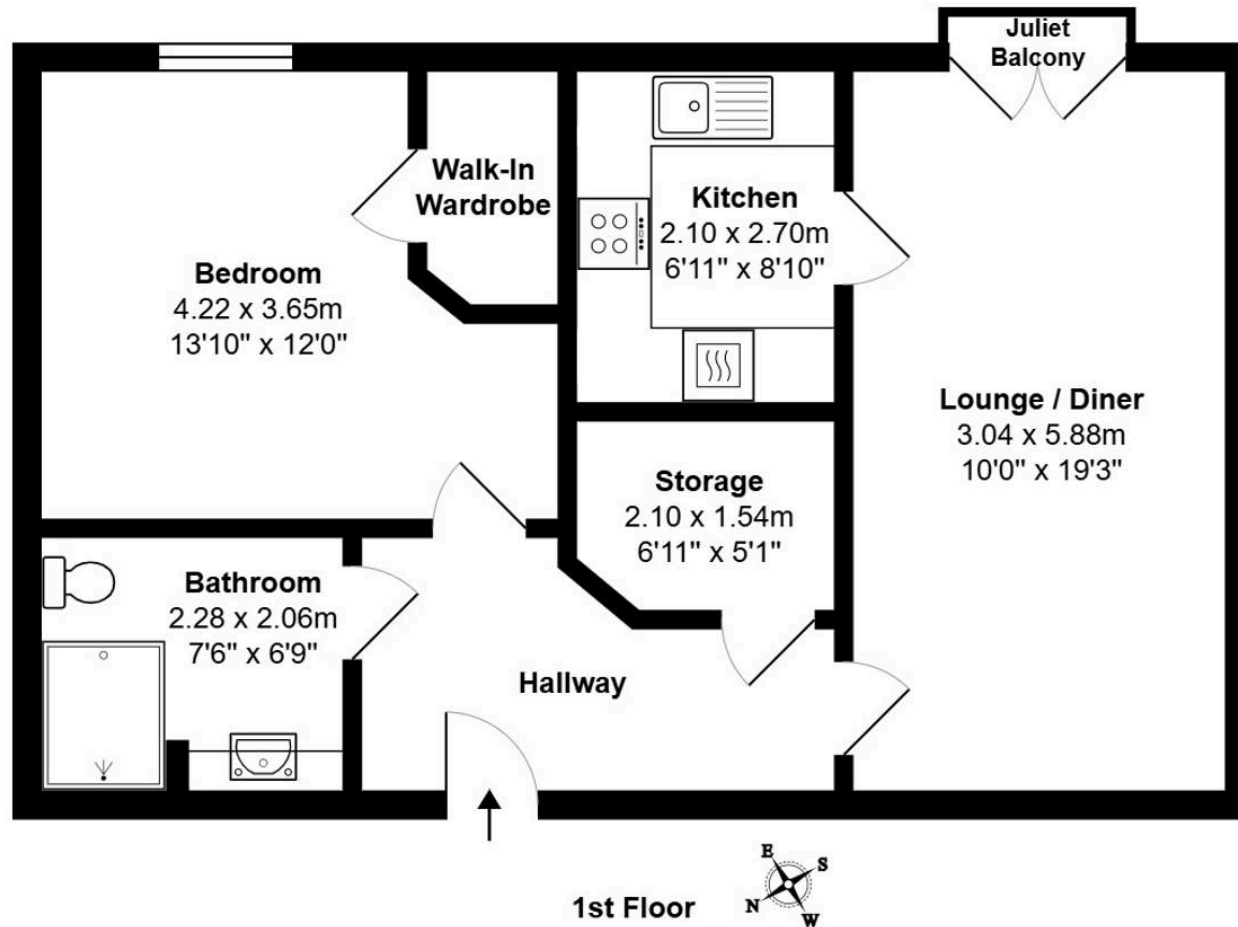 Juliet
Balcony
Walk-In
Wardrobe
Kitchen
2.10 x 2.70m
6'11" x 8'10"
Bedroom
4.22 x 3.65m
13'10" x 12'0"
Lounge / Diner
3.04 x 5.88m
10'0" x 19'3"
Storage
2.10 x 1.54m
6'11" x 5'1"
Bathroom
2.28 x 2.06m
7'6" x 6'9"
Hallway
1st Floor
E
S
N
W